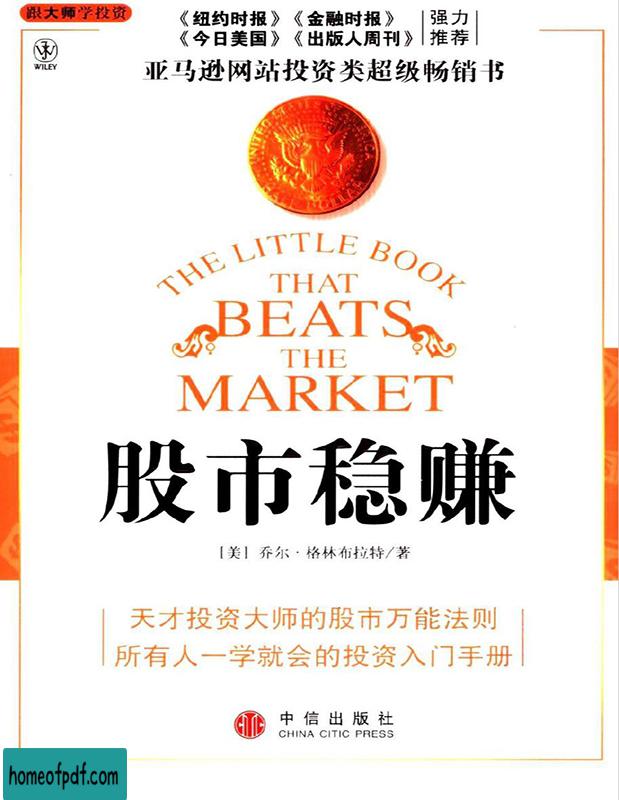 跟大师学投资
《纽约时报》《金融时报》
《今日美国》《出版人周刊》
强力
推荐
WILEY
亚马逊网站投资类超级畅销书
THE LITTLE BOOK
THAT
BEATS
THE
MARKET
股市稳赚
［美］乔尔·格林布拉特/著
天才投资大师的股市万能法则
所有人一学就会的投资入门手册
中信出版社
CHINA CITIC PRESS
homeofpdf.com